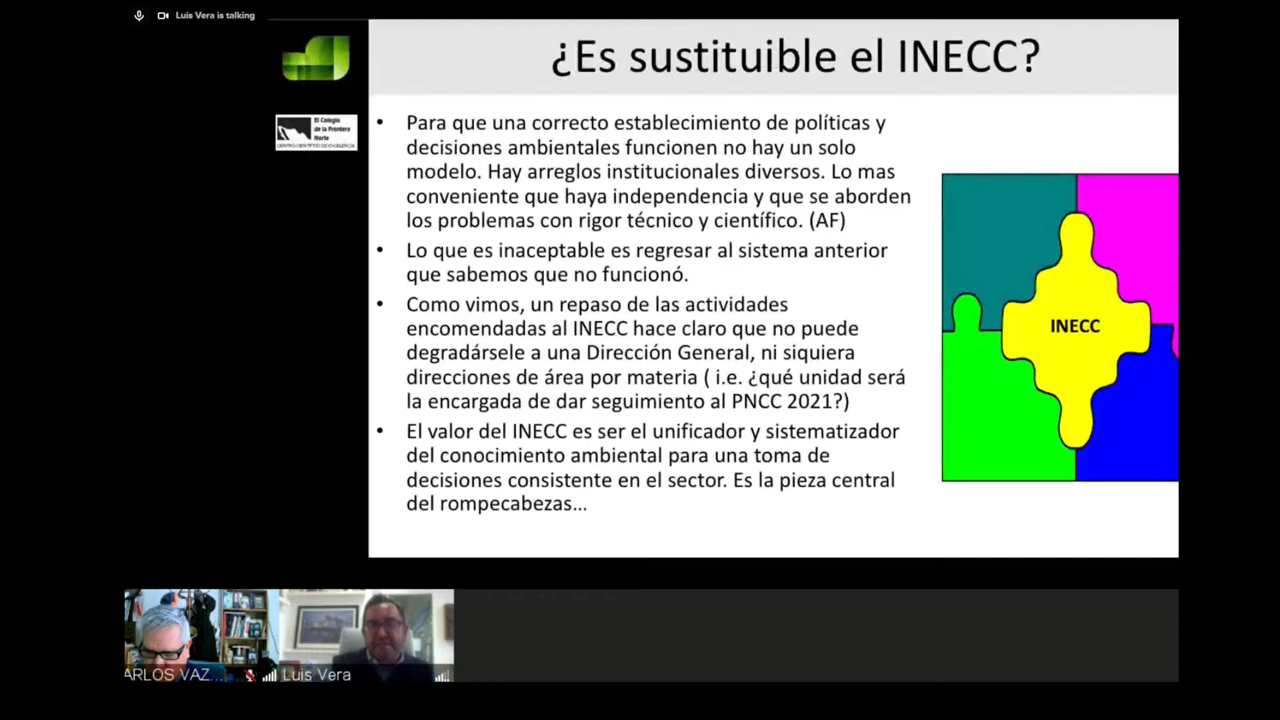 Luis Vera is talking
¿Es sustituible el INECC?
El Colegio
de la Frontera
Norte
CENTRO CIENTÍFICO DE EXCELENCIA
• Para que una correcto establecimiento de políticas y
decisiones ambientales funcionen no hay un solo
modelo. Hay arreglos institucionales diversos. Lo mas
conveniente que haya independencia y que se aborden
los problemas con rigor técnico y científico. (AF)
• Lo que es inaceptable es regresar al sistema anterior
que sabemos que no funcionó.
• Como vimos, un repaso de las actividades
encomendadas al INECC hace claro que no puede
degradársele a una Dirección General, ni siquiera
direcciones de área por materia ( i.e. ¿qué unidad será
la encargada de dar seguimiento al PNCC 2021?)
• El valor del INECC es ser el unificador y sistematizador
del conocimiento ambiental para una toma de
decisiones consistente en el sector. Es la pieza central
del rompecabezas...
INECC
ARLOS VAZ...
Luis Vera